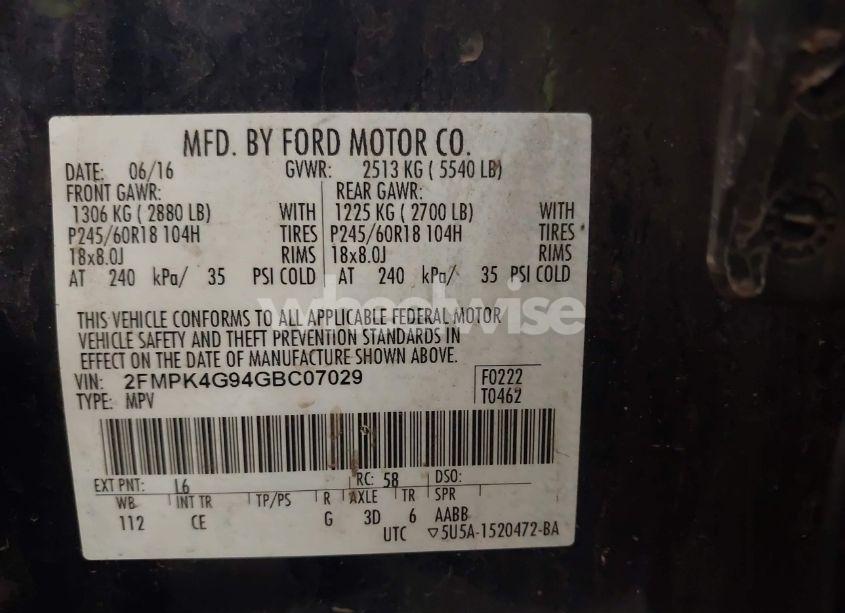 MFD. BY FORD MOTOR CO.
DATE: 06/16 GVWR: 2513 KG ( 5540 LB)
FRONT GAWR: REAR GAWR:
1306 KG ( 2880 LB) WITH 1225 KG ( 2700 LB) WITH
P245/60R18 104H TIRES P245/60R18 104H TIRES
18x8.0J RIMS 18x8.0J RIMS
AT 240 kPa/ 35 PSI COLD AT 240 kPa/ 35 PSI COLD
wheelwise
THIS VEHICLE CONFORMS TO ALL APPLICABLE FEDERAL MOTOR
VEHICLE SAFETY AND THEFT PREVENTION STANDARDS IN
EFFECT ON THE DATE OF MANUFACTURE SHOWN ABOVE.
VIN: 2FMPK4G94GBC07029 F0222
TYPE: MPV T0462
EXT PNT: L6 RC: 58 DSO:
WB INT TR TP/PS R AXLE TR SPR
112 CE G 3D 6 AABB
UTC ▽5U5A-1520472-BA